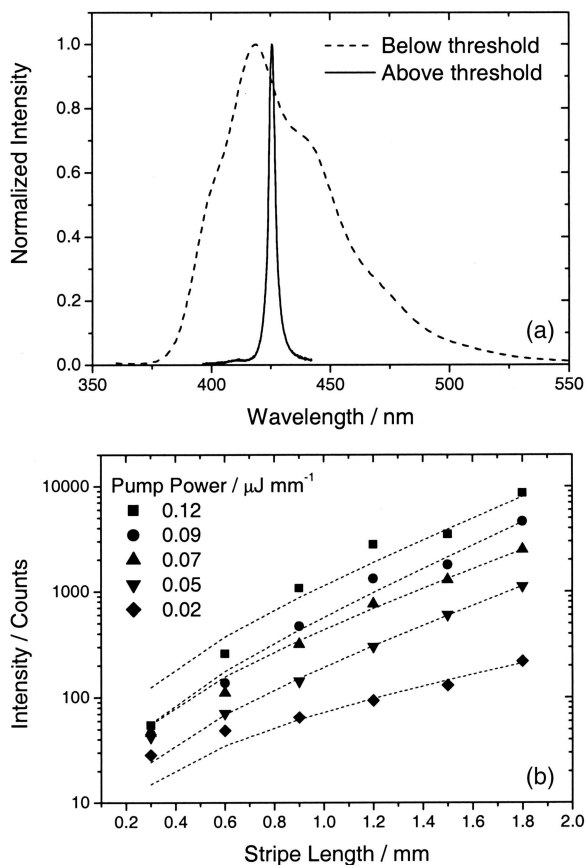 1.0
0.8
0.6
0.4
0.2
0.0
Normalized Intensity
Below threshold
Above threshold
(a)
350 400 450 500 550
Wavelength / nm
10000
1000
100
10
Intensity / Counts
Pump Power / μJ mm⁻¹
0.12
0.09
0.07
0.05
0.02
(b)
0.2 0.4 0.6 0.8 1.0 1.2 1.4 1.6 1.8 2.0
Stripe Length / mm